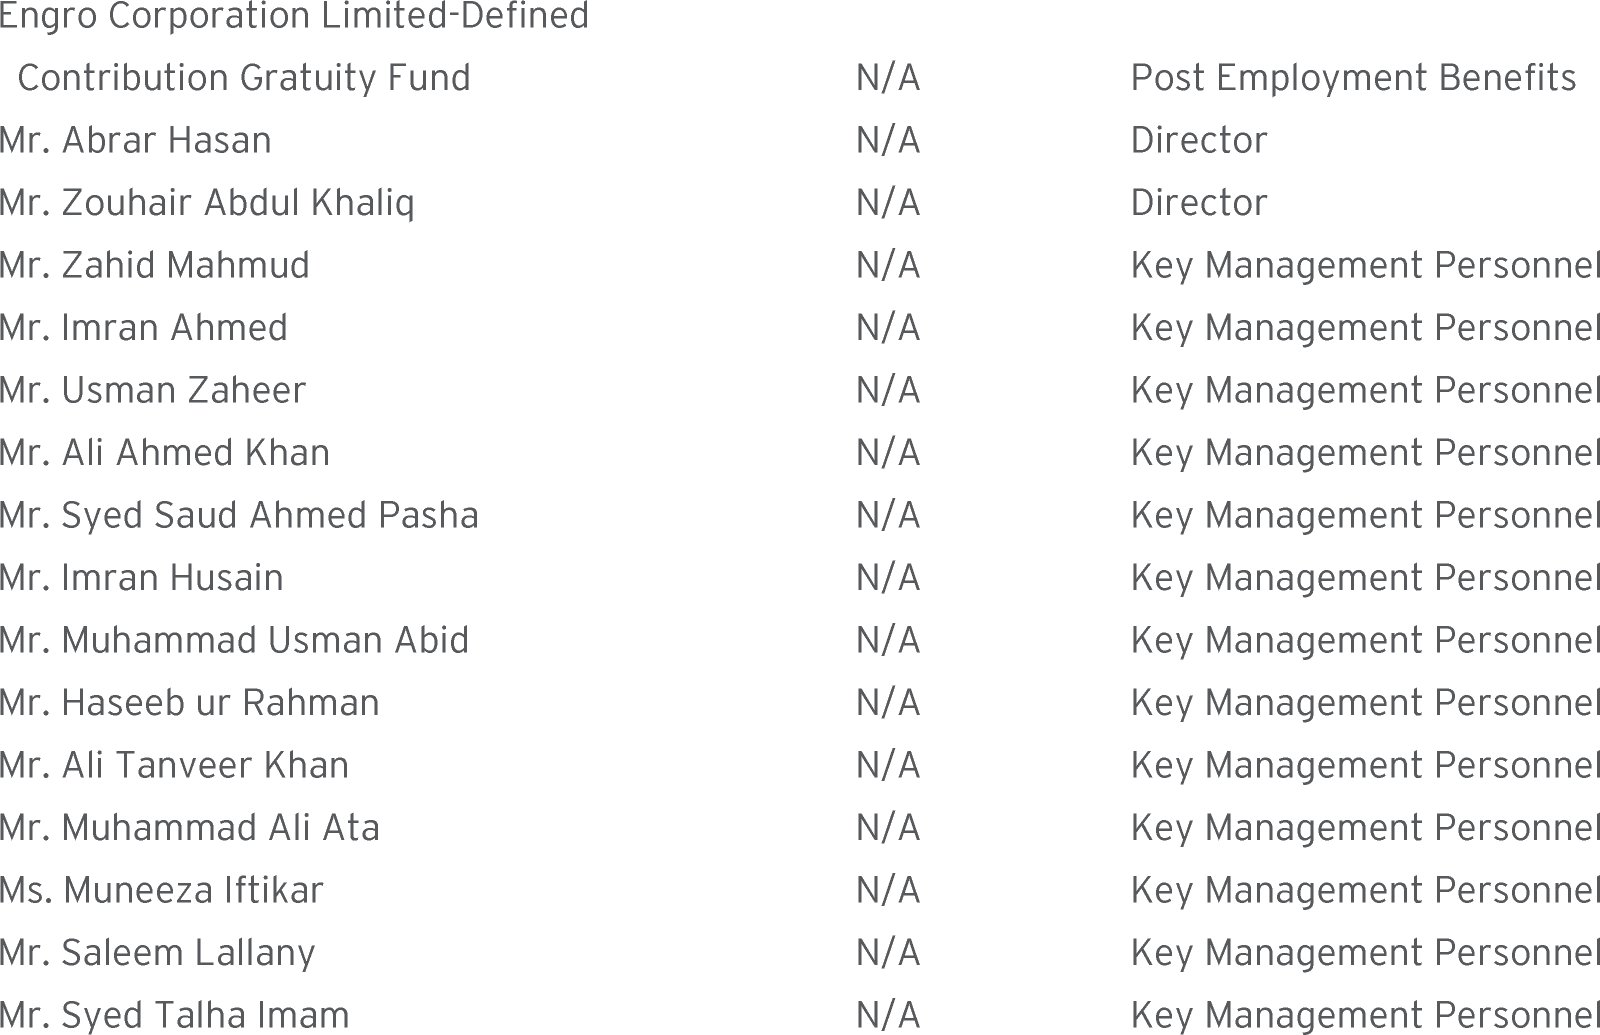 Engro Corporation Limited-Defined
Contribution Gratuity Fund N/A Post Employment Benefits
Mr. Abrar Hasan N/A Director
Mr. Zouhair Abdul Khaliq N/A Director
Mr. Zahid Mahmud N/A Key Management Personnel
Mr. Imran Ahmed N/A Key Management Personnel
Mr. Usman Zaheer N/A Key Management Personnel
Mr. Ali Ahmed Khan N/A Key Management Personnel
Mr. Syed Saud Ahmed Pasha N/A Key Management Personnel
Mr. Imran Husain N/A Key Management Personnel
Mr. Muhammad Usman Abid N/A Key Management Personnel
Mr. Haseeb ur Rahman N/A Key Management Personnel
Mr. Ali Tanveer Khan N/A Key Management Personnel
Mr. Muhammad Ali Ata N/A Key Management Personnel
Ms. Muneeza Iftikar N/A Key Management Personnel
Mr. Saleem Lallany N/A Key Management Personnel
Mr. Syed Talha Imam N/A Key Management Personnel